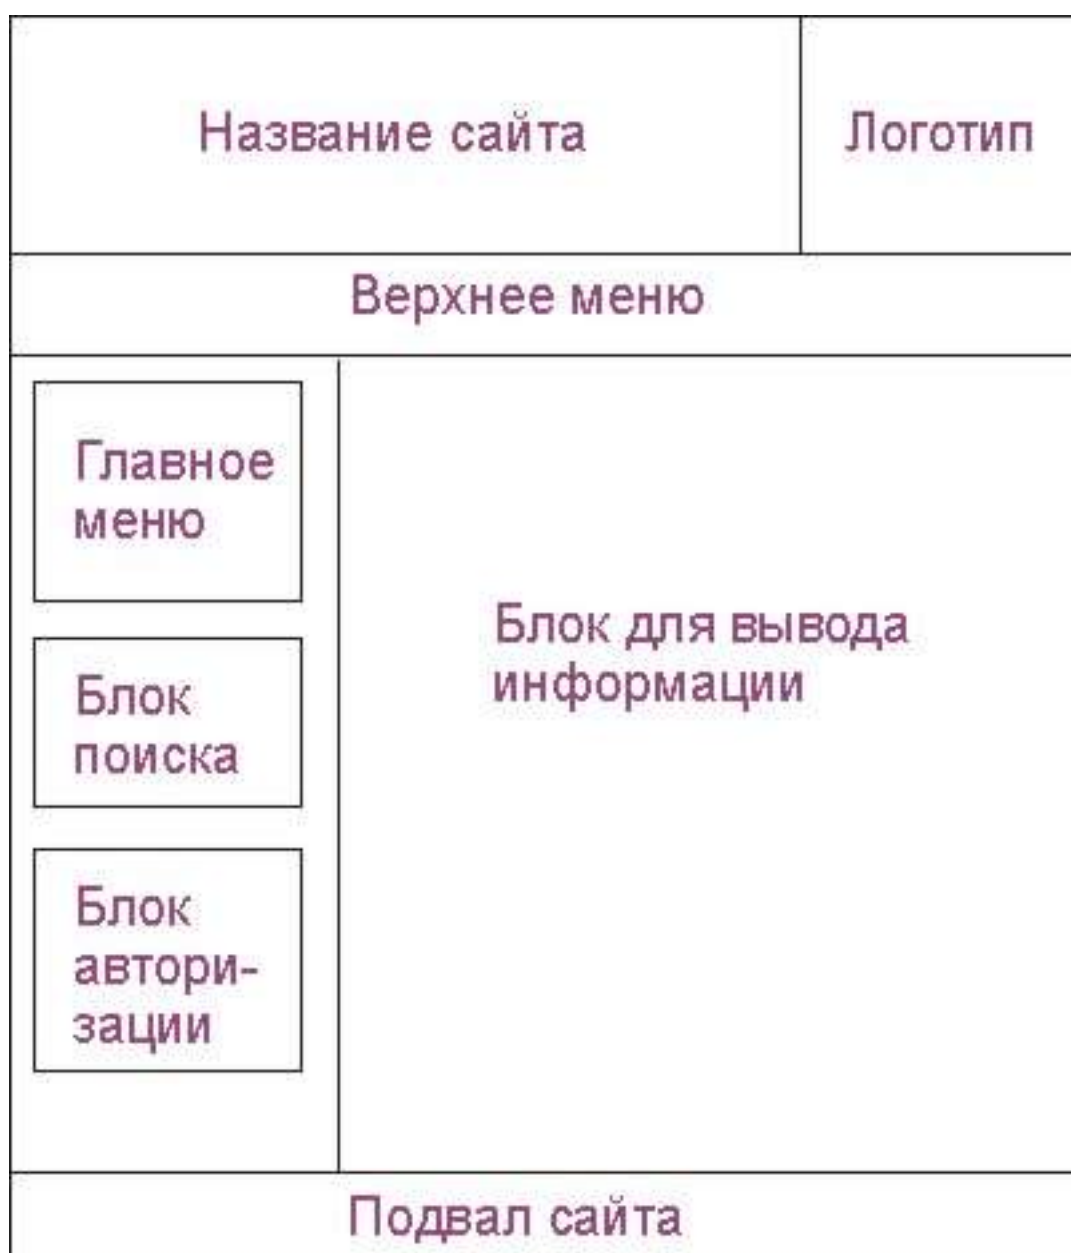 Название сайта
Логотип
Верхнее меню
Главное
меню
Блок
поиска
Блок
автори-
зации
Блок для вывода
информации
Подвал сайта